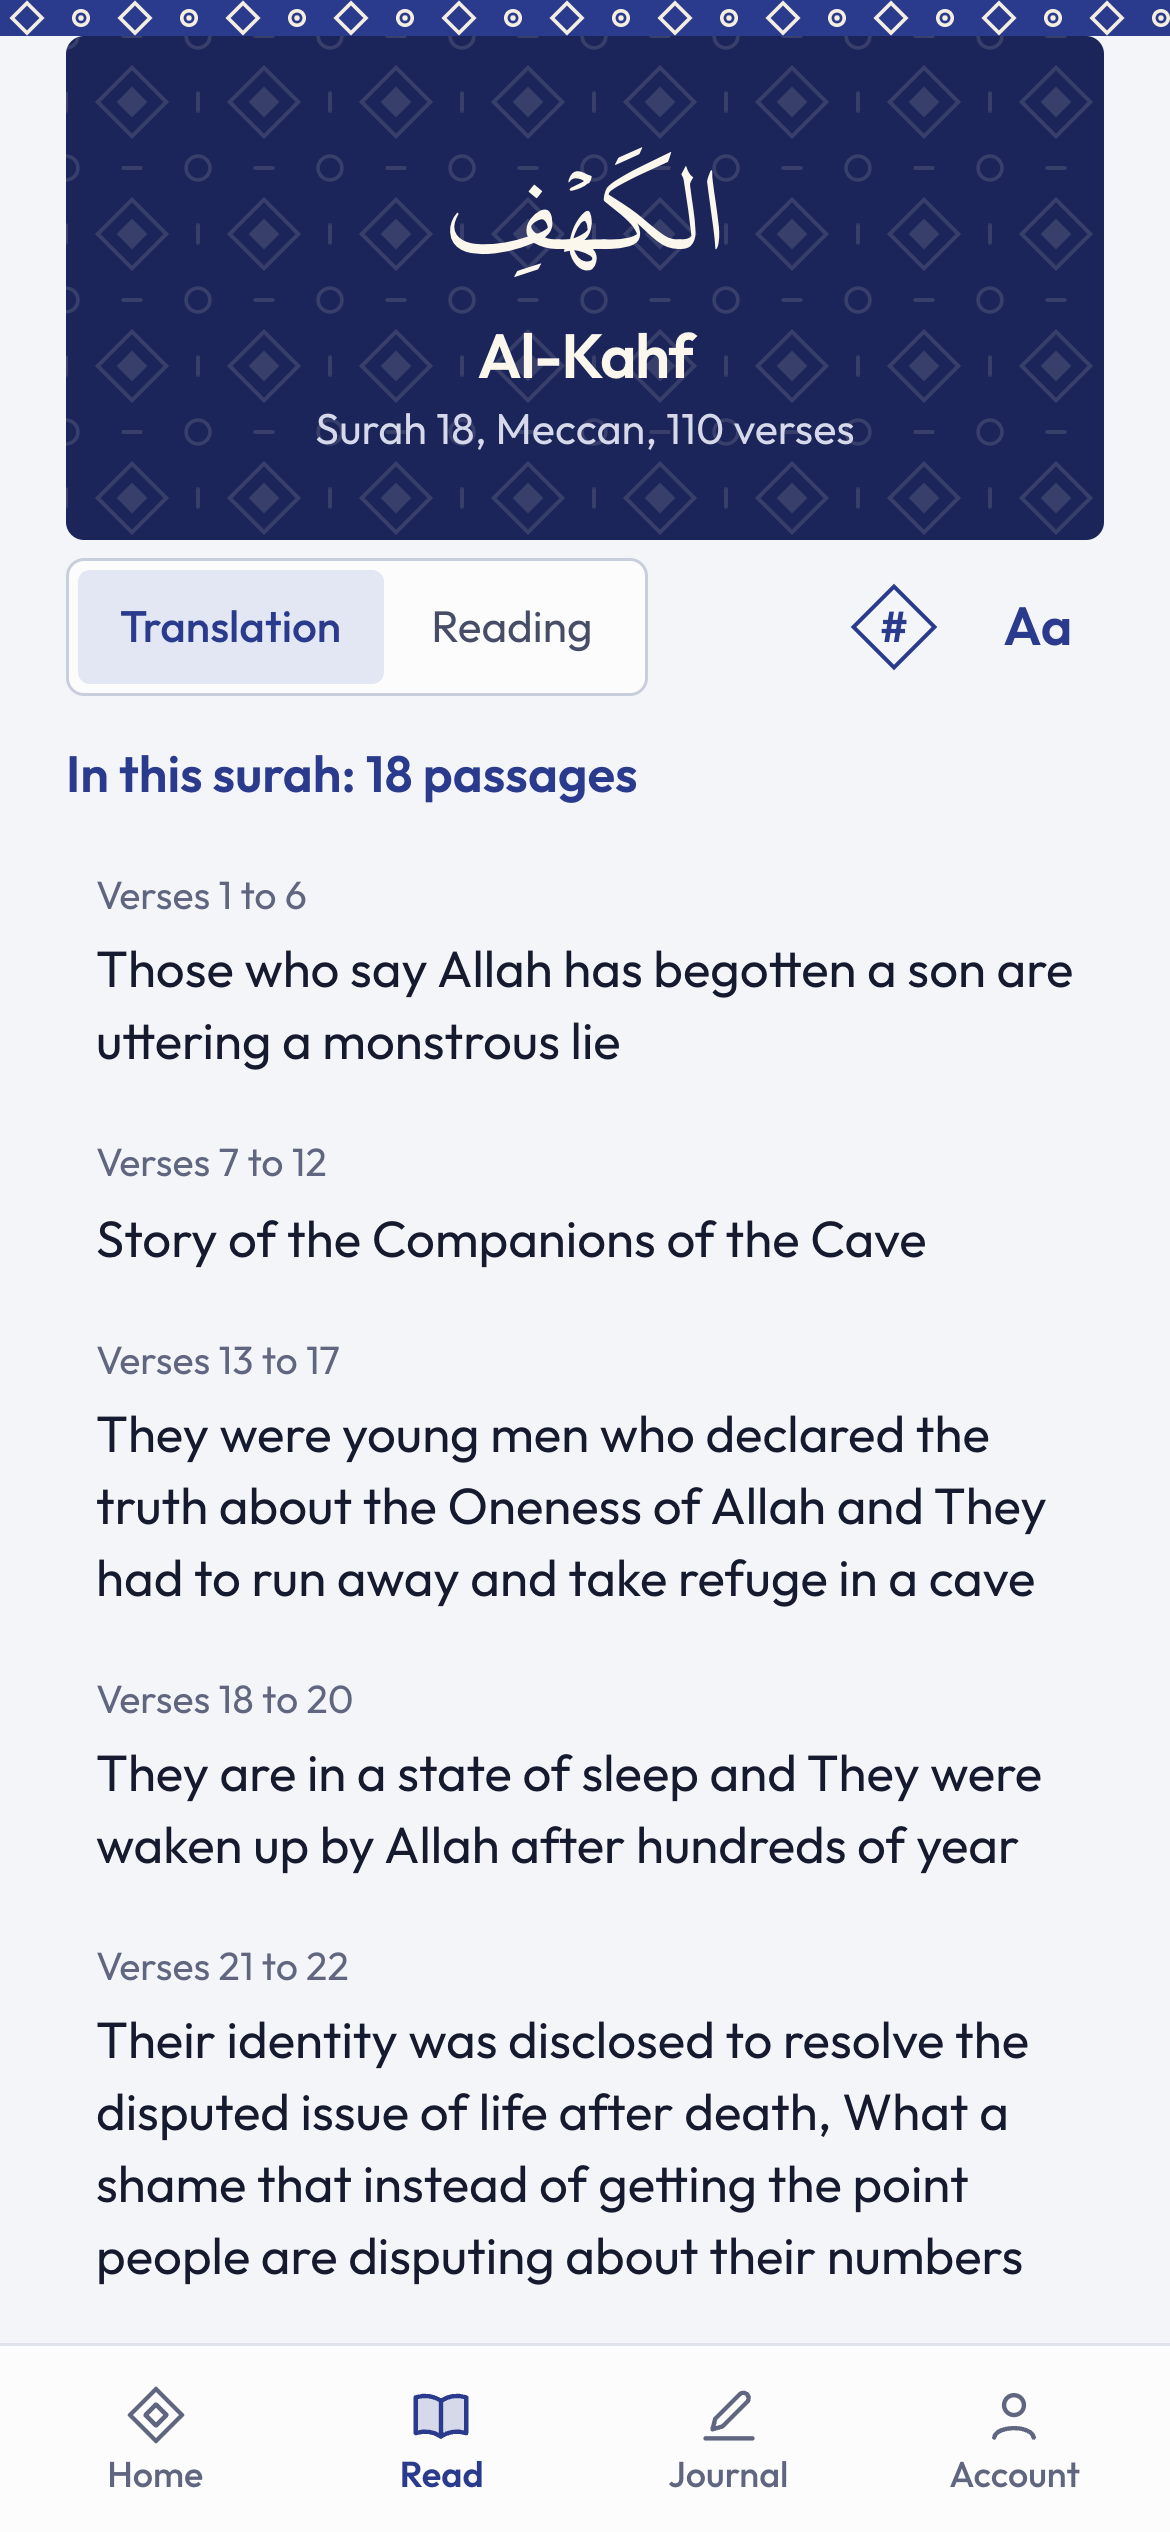 الكَهْفِ
Al-Kahf
Surah 18, Meccan, 110 verses
Translation
Reading
#
Aa
In this surah: 18 passages
Verses 1 to 6
Those who say Allah has begotten a son are
uttering a monstrous lie
Verses 7 to 12
Story of the Companions of the Cave
Verses 13 to 17
They were young men who declared the
truth about the Oneness of Allah and They
had to run away and take refuge in a cave
Verses 18 to 20
They are in a state of sleep and They were
waken up by Allah after hundreds of year
Verses 21 to 22
Their identity was disclosed to resolve the
disputed issue of life after death, What a
shame that instead of getting the point
people are disputing about their numbers
Home
Read
Journal
Account